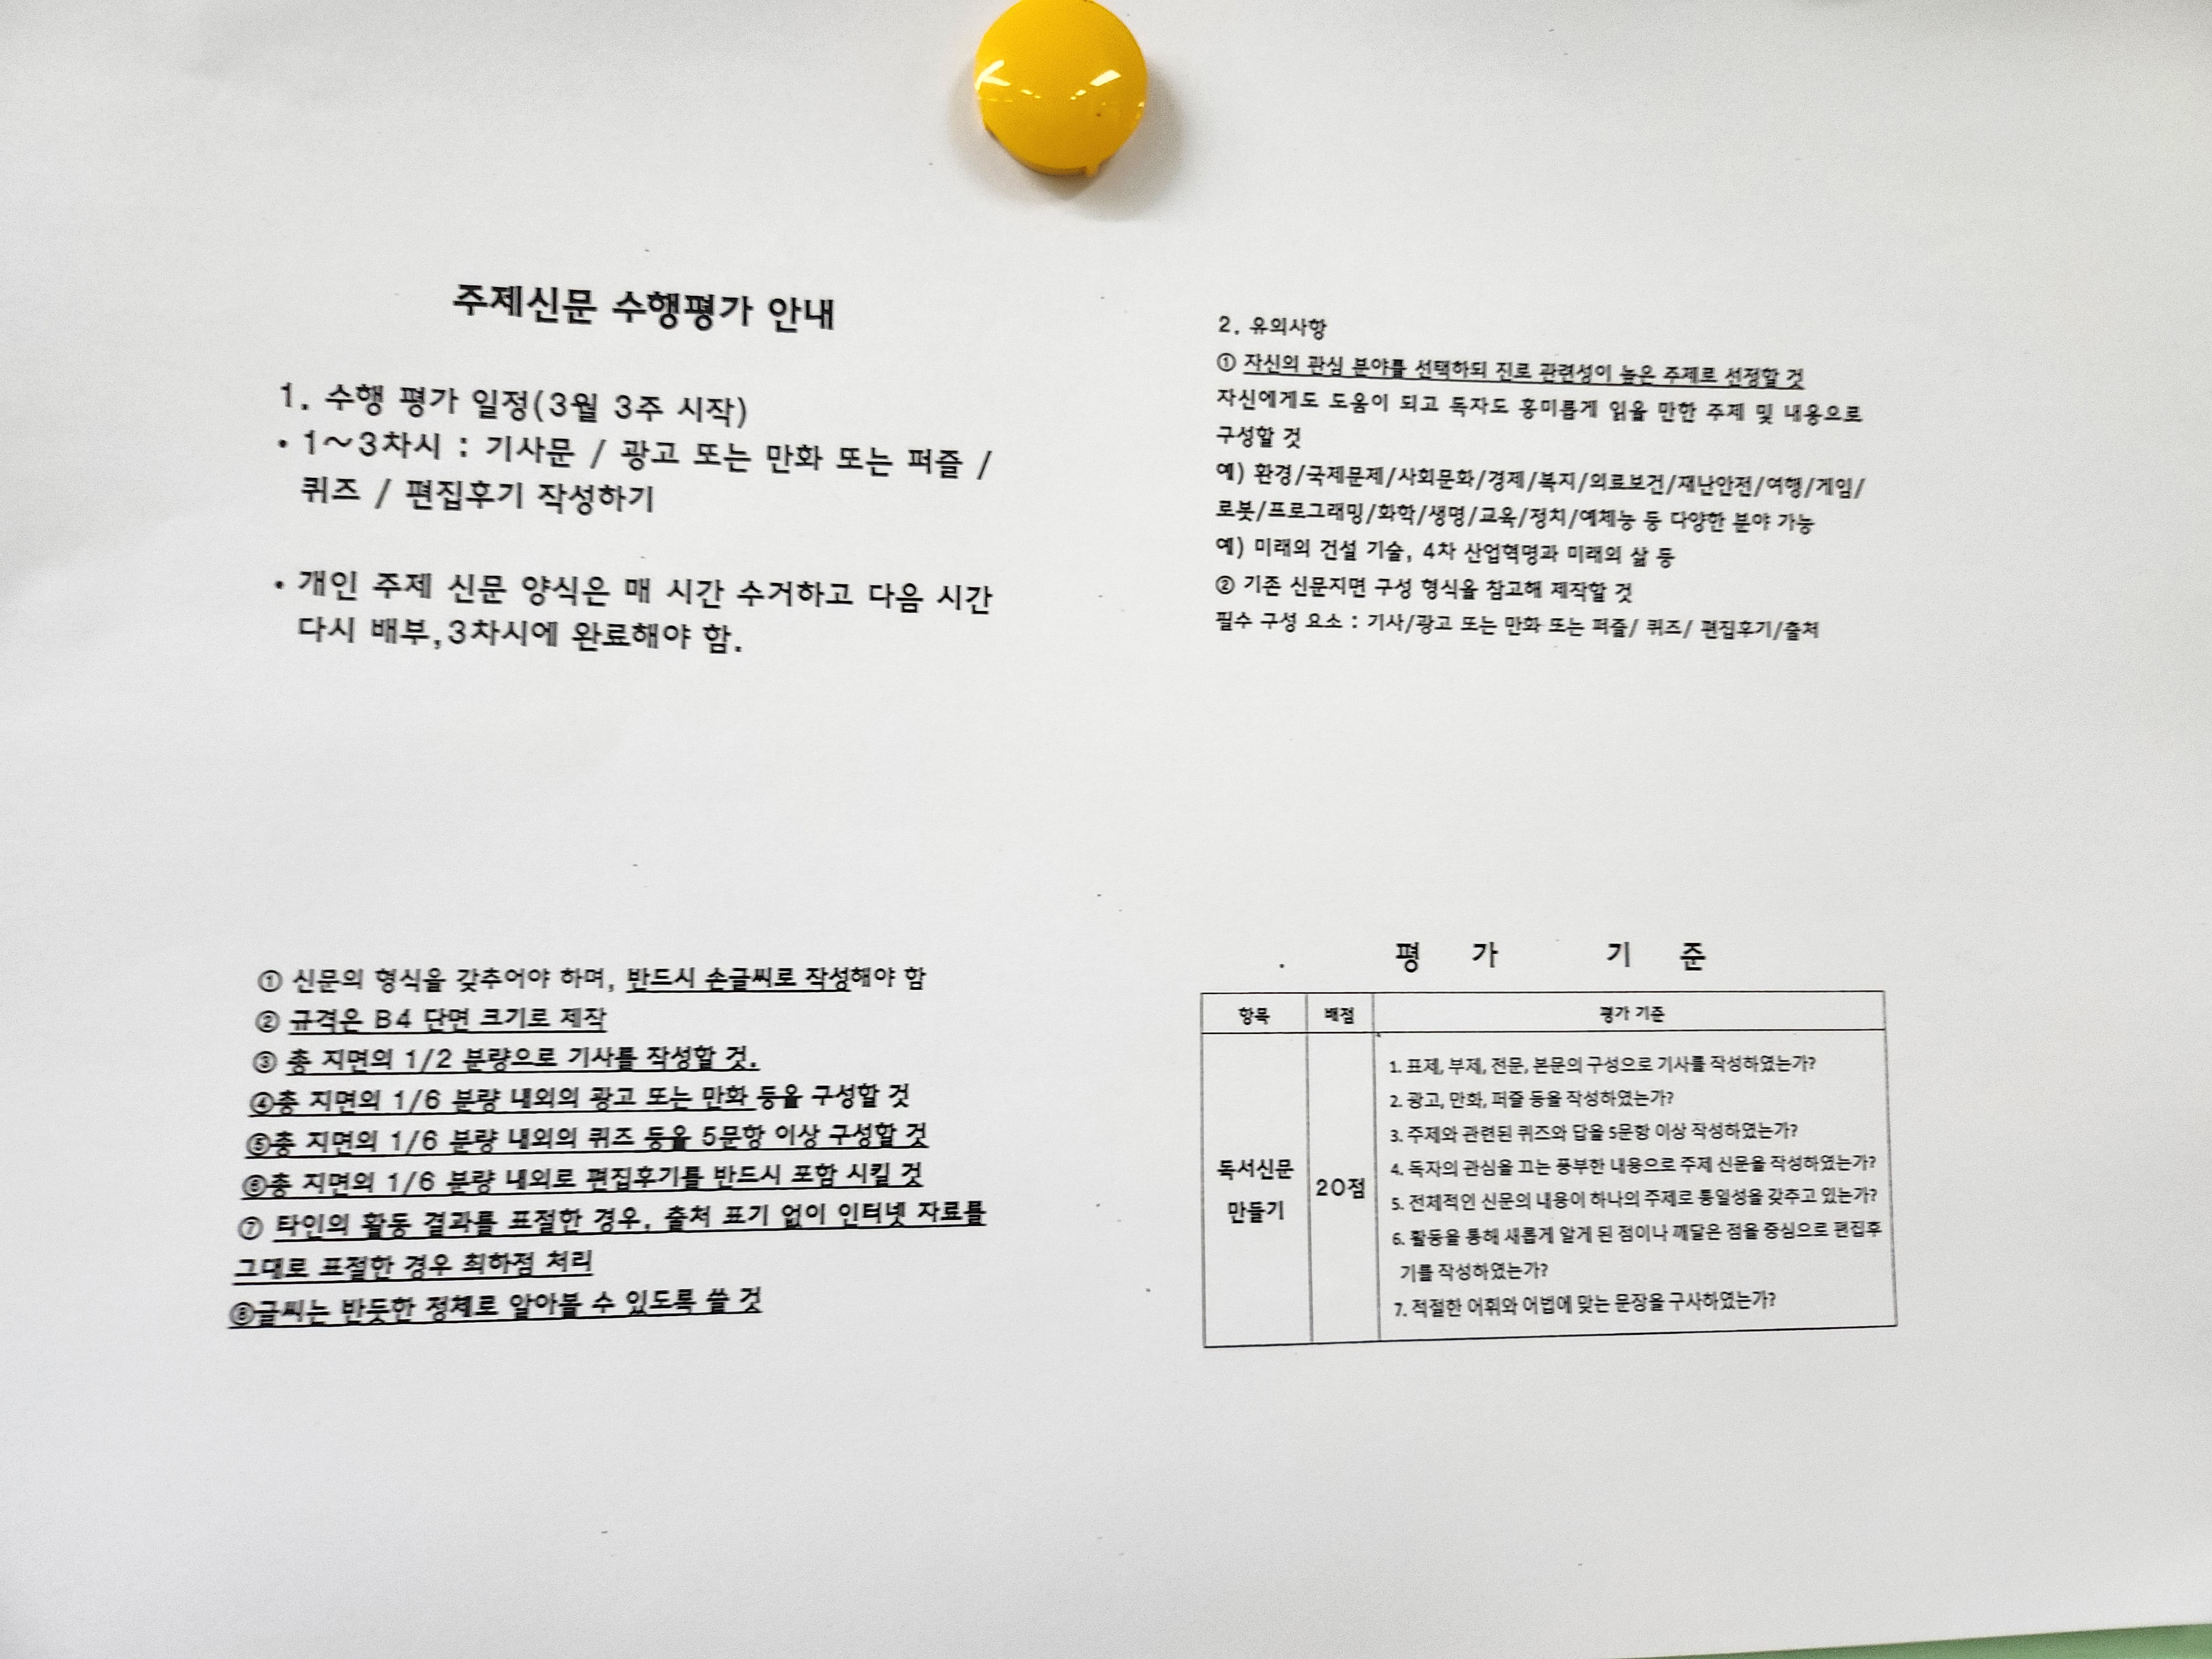 주제신문 수행평가 안내
1. 수행 평가 일정(3월 3주 시작)
• 1~3차시 : 기사문 / 광고 또는 만화 또는 퍼즐 /
퀴즈 / 편집후기 작성하기
• 개인 주제 신문 양식은 매 시간 수거하고 다음 시간
다시 배부,3차시에 완료해야 함.
2. 유의사항
① 자신의 관심 분야를 선택하되 진로 관련성이 높은 주제로 선정할 것
자신에게도 도움이 되고 독자도 흥미롭게 읽을 만한 주제 및 내용으로
구성할 것
예) 환경/국제문제/사회문화/경제/복지/의료보건/재난안전/여행/게임/
로봇/프로그래밍/화학/생명/교육/정치/예체능 등 다양한 분야 가능
예) 미래의 건설 기술, 4차 산업혁명과 미래의 삶 등
② 기존 신문지면 구성 형식을 참고해 제작할 것
필수 구성 요소 : 기사/광고 또는 만화 또는 퍼즐/ 퀴즈/ 편집후기/출처
① 신문의 형식을 갖추어야 하며, 반드시 손글씨로 작성해야 함
② 규격은 B4 단면 크기로 제작
③ 총 지면의 1/2 분량으로 기사를 작성할 것.
④총 지면의 1/6 분량 내외의 광고 또는 만화 등을 구성할 것
⑤총 지면의 1/6 분량 내외의 퀴즈 등을 5문항 이상 구성할 것
⑥총 지면의 1/6 분량 내외로 편집후기를 반드시 포함 시킬 것
⑦ 타인의 활동 결과를 표절한 경우, 출처 표기 없이 인터넷 자료를
그대로 표절한 경우 최하점 처리
⑧글씨는 반듯한 정체로 알아볼 수 있도록 쓸 것
평 가 기 준
항목 배점 평가 기준
독서신문
만들기
20점
1. 표제, 부제, 전문, 본문의 구성으로 기사를 작성하였는가?
2. 광고, 만화, 퍼즐 등을 작성하였는가?
3. 주제와 관련된 퀴즈와 답을 5문항 이상 작성하였는가?
4. 독자의 관심을 끄는 풍부한 내용으로 주제 신문을 작성하였는가?
5. 전체적인 신문의 내용이 하나의 주제로 통일성을 갖추고 있는가?
6. 활동을 통해 새롭게 알게 된 점이나 깨달은 점을 중심으로 편집후
기를 작성하였는가?
7. 적절한 어휘와 어법에 맞는 문장을 구사하였는가?